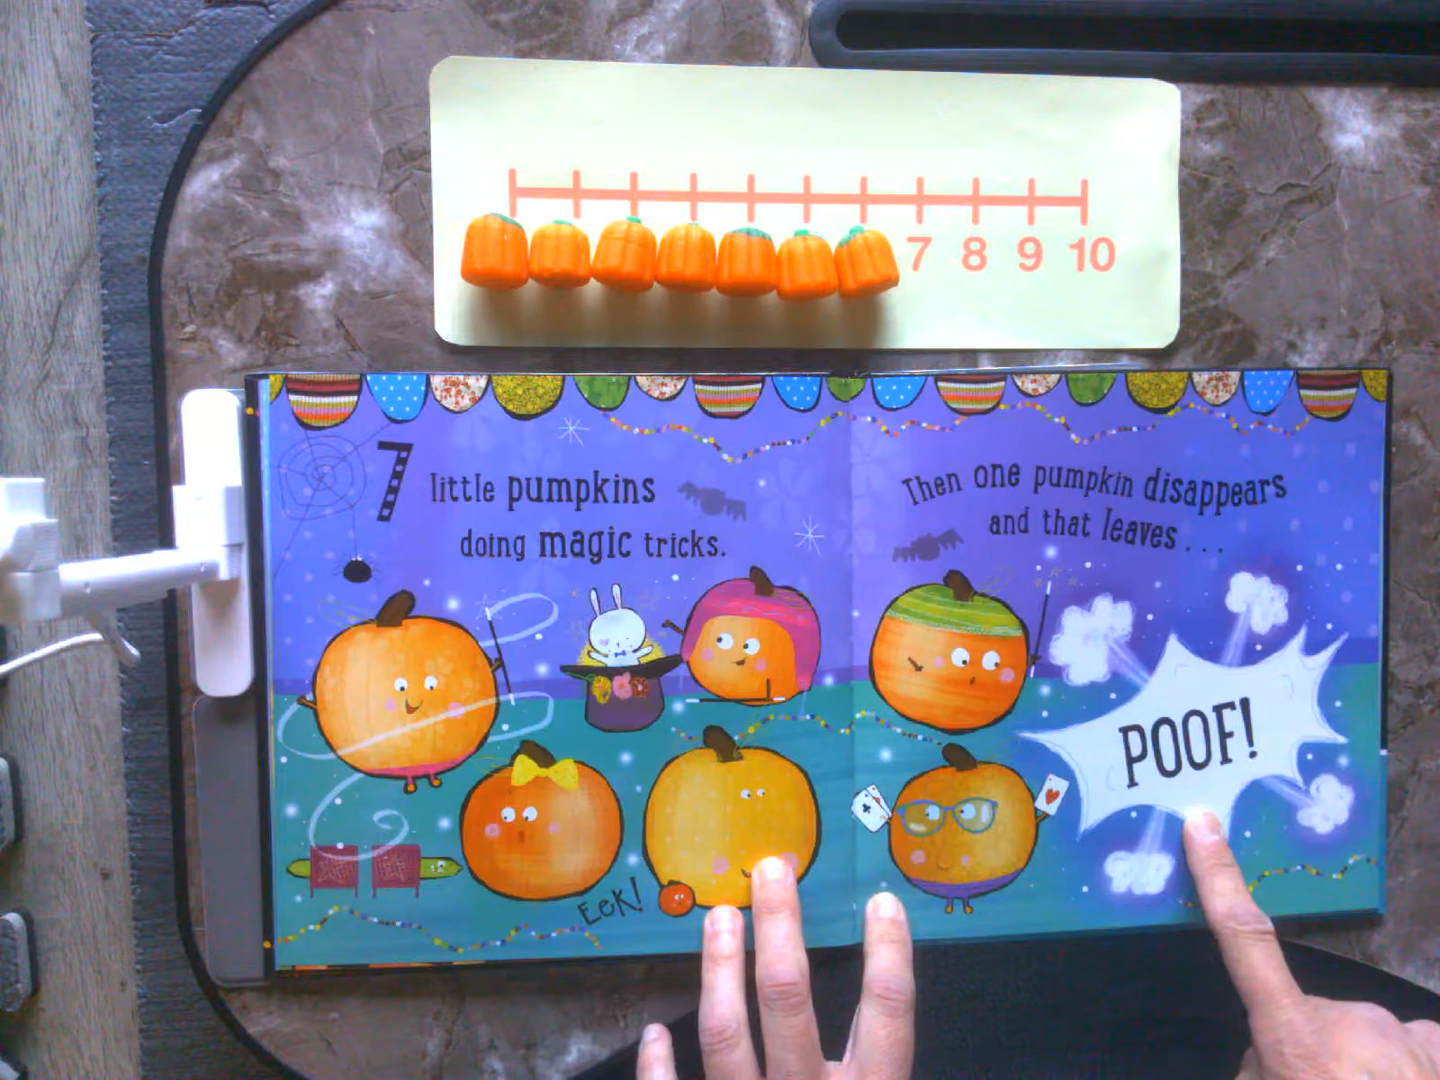 7 8 9 10
7 little pumpkins
doing magic tricks.
Then one pumpkin disappears
and that leaves . . .
POOF!
EeK!